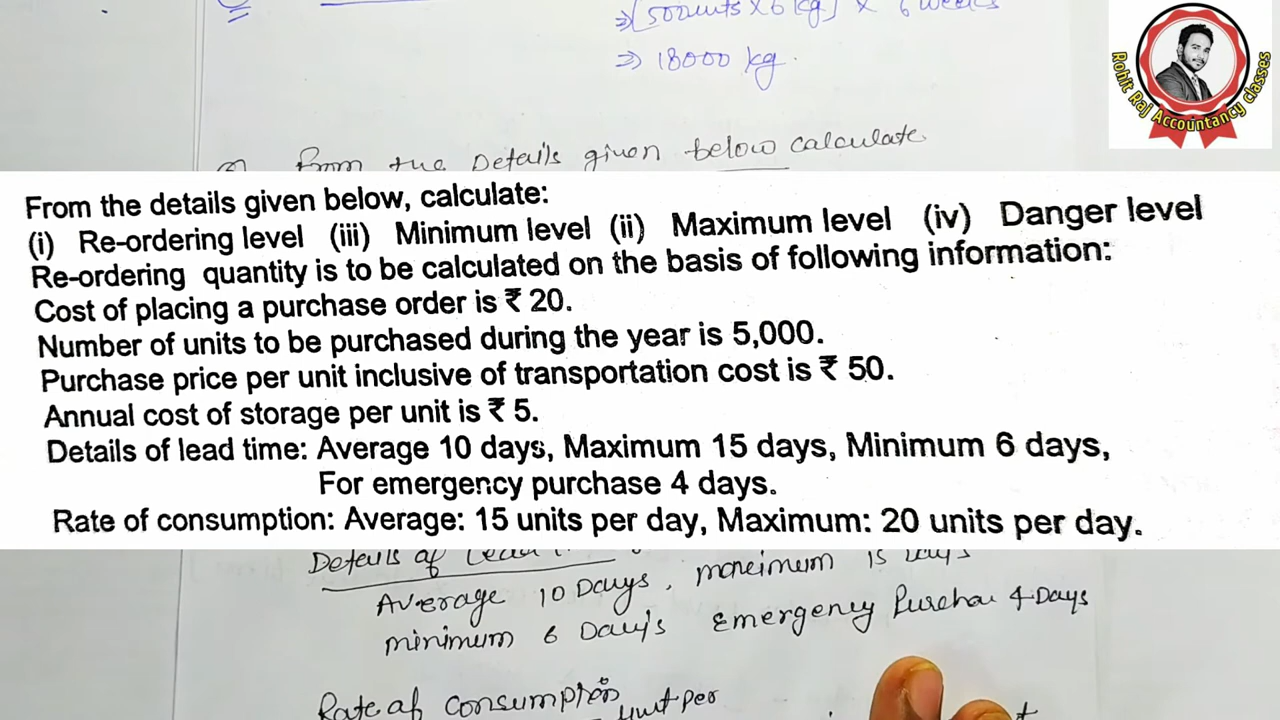 ⇒ [500units × 6 kg] × 6 weeks
⇒ 18000 kg.
Rohit Raj Accountancy classes
from the Details given below calculate
From the details given below, calculate:
(i) Re-ordering level (iii) Minimum level (ii) Maximum level (iv) Danger level
Re-ordering quantity is to be calculated on the basis of following information:
Cost of placing a purchase order is ₹ 20.
Number of units to be purchased during the year is 5,000.
Purchase price per unit inclusive of transportation cost is ₹ 50.
Annual cost of storage per unit is ₹ 5.
Details of lead time: Average 10 days, Maximum 15 days, Minimum 6 days,
For emergency purchase 4 days.
Rate of consumption: Average: 15 units per day, Maximum: 20 units per day.
Details of Lead
Average 10 Days, maximum 15 days
minimum 6 Days Emergency Purchase 4 Days
Rate of consumption
unit per